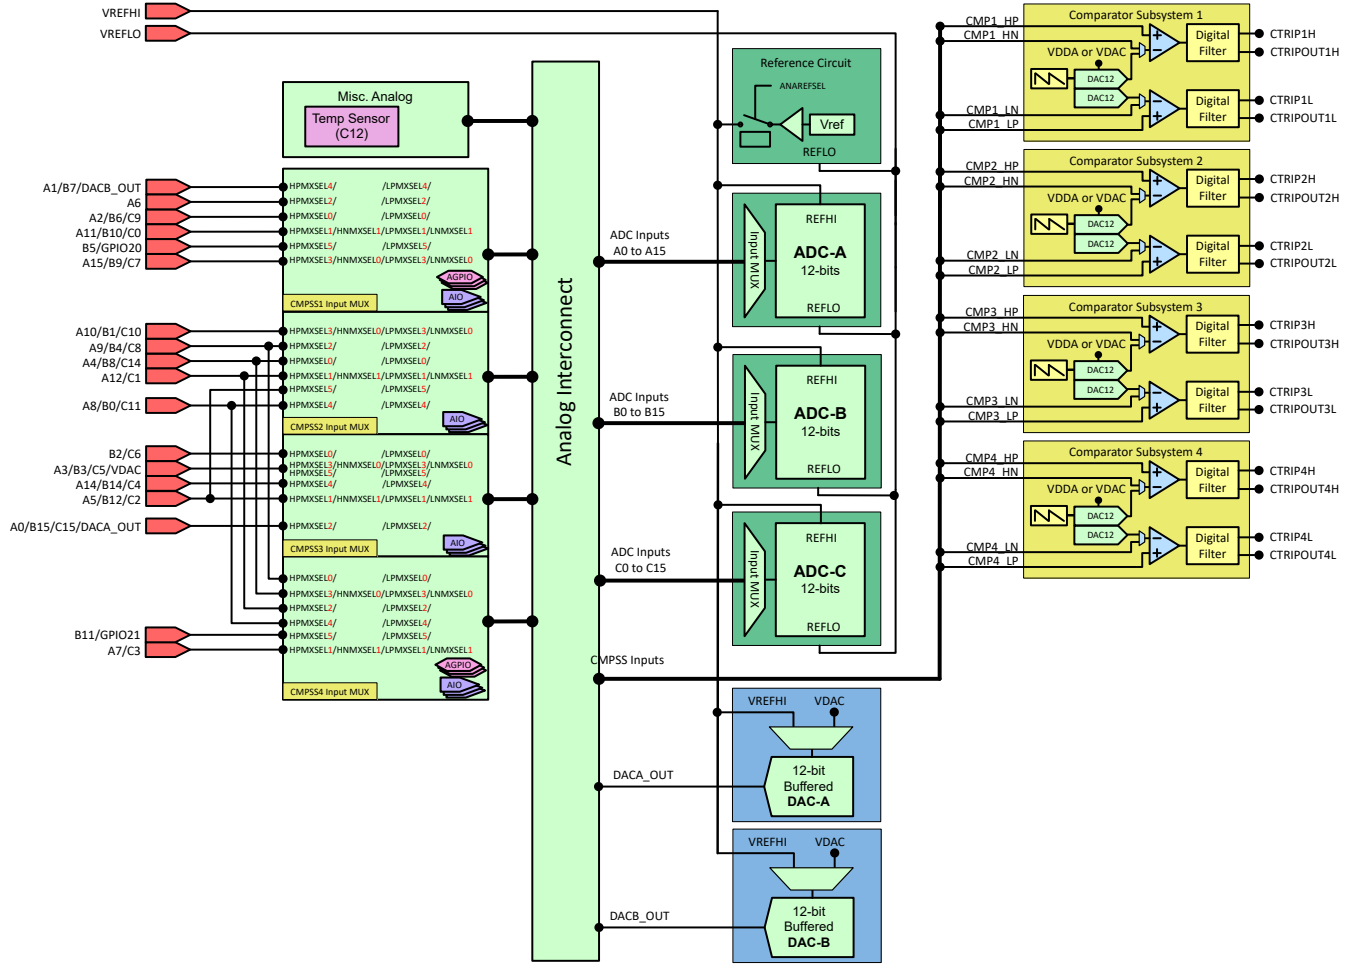 VREFHI
VREFLO
Misc. Analog
Temp Sensor
(C12)
A1/B7/DACB_OUT
A6
A2/B6/C9
A11/B10/C0
B5/GPIO20
A15/B9/C7
HPMXSEL4/ /LPMXSEL4/
HPMXSEL2/ /LPMXSEL2/
HPMXSEL0/ /LPMXSEL0/
HPMXSEL1/HNMXSEL1/LPMXSEL1/LNMXSEL1
HPMXSEL5/ /LPMXSEL5/
HPMXSEL3/HNMXSEL0/LPMXSEL3/LNMXSEL0
AGPIO
AIO
CMPSS1 Input MUX
A10/B1/C10
A9/B4/C8
A4/B8/C14
A12/C1
A8/B0/C11
HPMXSEL3/HNMXSEL0/LPMXSEL3/LNMXSEL0
HPMXSEL2/ /LPMXSEL2/
HPMXSEL0/ /LPMXSEL0/
HPMXSEL1/HNMXSEL1/LPMXSEL1/LNMXSEL1
HPMXSEL5/ /LPMXSEL5/
HPMXSEL4/ /LPMXSEL4/
AIO
CMPSS2 Input MUX
B2/C6
A3/B3/C5/VDAC
A14/B14/C4
A5/B12/C2
A0/B15/C15/DACA_OUT
HPMXSEL0/ /LPMXSEL0/
HPMXSEL3/HNMXSEL0/LPMXSEL3/LNMXSEL0
HPMXSEL5/ /LPMXSEL5/
HPMXSEL4/ /LPMXSEL4/
HPMXSEL1/HNMXSEL1/LPMXSEL1/LNMXSEL1
HPMXSEL2/ /LPMXSEL2/
AIO
CMPSS3 Input MUX
B11/GPIO21
A7/C3
HPMXSEL0/ /LPMXSEL0/
HPMXSEL3/HNMXSEL0/LPMXSEL3/LNMXSEL0
HPMXSEL2/ /LPMXSEL2/
HPMXSEL4/ /LPMXSEL4/
HPMXSEL5/ /LPMXSEL5/
HPMXSEL1/HNMXSEL1/LPMXSEL1/LNMXSEL1
AGPIO
AIO
CMPSS4 Input MUX
Analog Interconnect
Reference Circuit
ANAREFSEL
Vref
REFLO
ADC Inputs
A0 to A15
Input MUX
REFHI
ADC-A
12-bits
REFLO
ADC Inputs
B0 to B15
Input MUX
REFHI
ADC-B
12-bits
REFLO
ADC Inputs
C0 to C15
Input MUX
REFHI
ADC-C
12-bits
REFLO
CMPSS Inputs
VREFHI VDAC
12-bit
Buffered
DAC-A
DACA_OUT
VREFHI VDAC
12-bit
Buffered
DAC-B
DACB_OUT
Comparator Subsystem 1
CMP1_HP
CMP1_HN
VDDA or VDAC
DAC12
DAC12
CMP1_LN
CMP1_LP
Digital
Filter
Digital
Filter
CTRIP1H
CTRIPOUT1H
CTRIP1L
CTRIPOUT1L
Comparator Subsystem 2
CMP2_HP
CMP2_HN
VDDA or VDAC
DAC12
DAC12
CMP2_LN
CMP2_LP
Digital
Filter
Digital
Filter
CTRIP2H
CTRIPOUT2H
CTRIP2L
CTRIPOUT2L
Comparator Subsystem 3
CMP3_HP
CMP3_HN
VDDA or VDAC
DAC12
DAC12
CMP3_LN
CMP3_LP
Digital
Filter
Digital
Filter
CTRIP3H
CTRIPOUT3H
CTRIP3L
CTRIPOUT3L
Comparator Subsystem 4
CMP4_HP
CMP4_HN
VDDA or VDAC
DAC12
DAC12
CMP4_LN
CMP4_LP
Digital
Filter
Digital
Filter
CTRIP4H
CTRIPOUT4H
CTRIP4L
CTRIPOUT4L